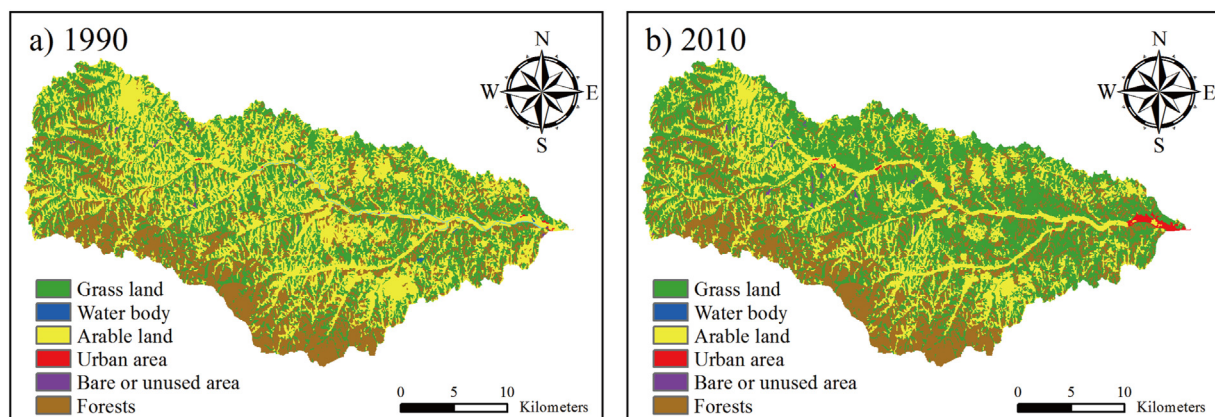 a) 1990
N
W E
S
Grass land
Water body
Arable land
Urban area
Bare or unused area
Forests
0 5 10
Kilometers
b) 2010
N
W E
S
Grass land
Water body
Arable land
Urban area
Bare or unused area
Forests
0 5 10
Kilometers